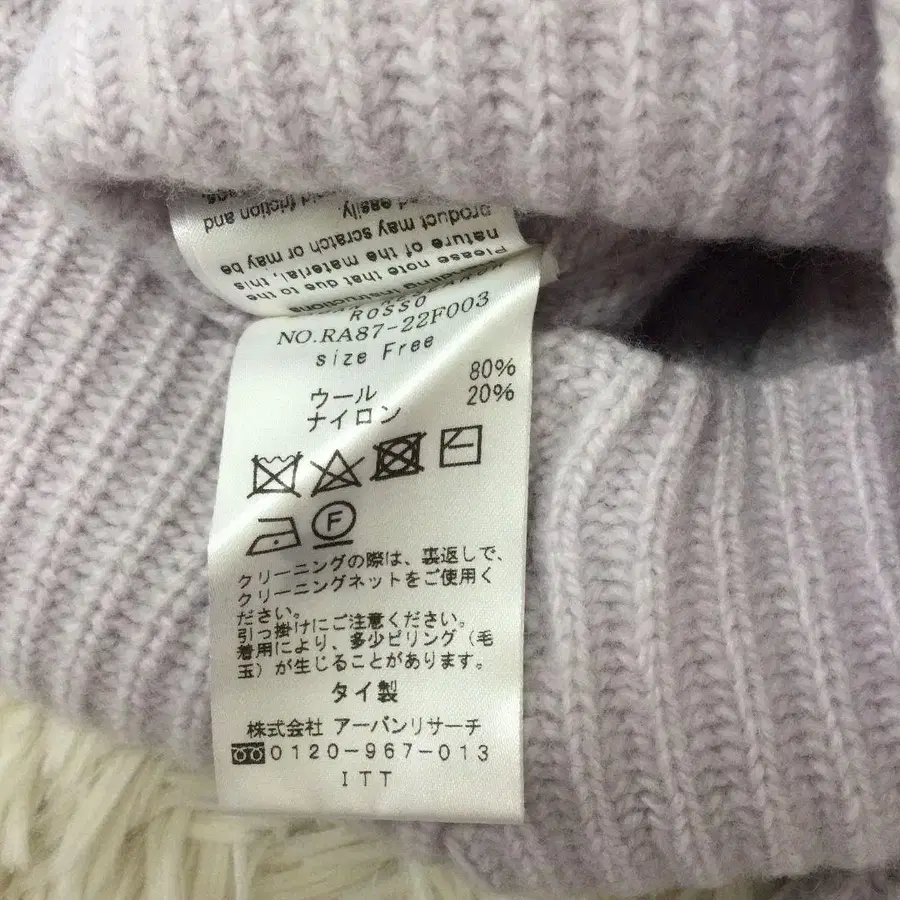 Please note that due to the
nature of the material, this
product may scratch or may be
easily.
friction and
ROSSO
NO.RA87-22F003
size Free
ウール 80%
ナイロン 20%
F
クリーニングの際は、裏返しで、
クリーニングネットをご使用く
ださい。
引っ掛けにご注意ください。
着用により、多少ピリング（毛
玉）が生じることがあります。
タイ製
株式会社 アーバンリサーチ
0120-967-013
ITT